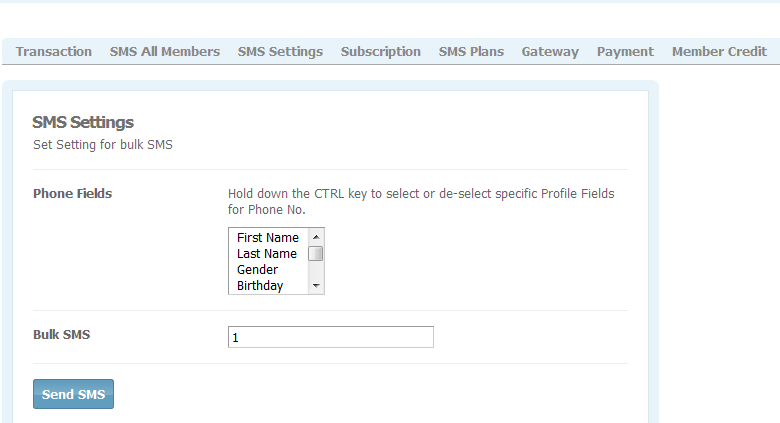 Transaction SMS All Members SMS Settings Subscription SMS Plans Gateway Payment Member Credit
SMS Settings
Set Setting for bulk SMS
Phone Fields
Hold down the CTRL key to select or de-select specific Profile Fields
for Phone No.
First Name
Last Name
Gender
Birthday
Bulk SMS
1
Send SMS